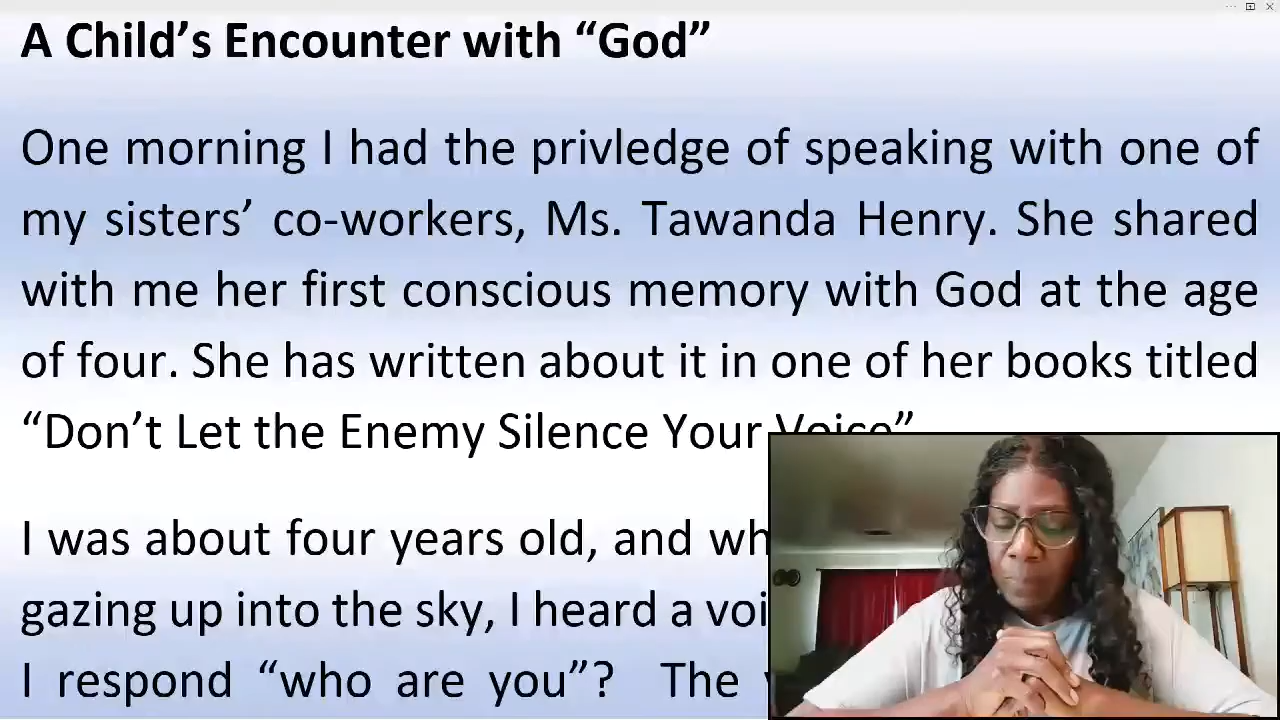 A Child’s Encounter with “God”
One morning I had the privledge of speaking with one of
my sisters’ co-workers, Ms. Tawanda Henry. She shared
with me her first conscious memory with God at the age
of four. She has written about it in one of her books titled
“Don’t Let the Enemy Silence Your Voice”
I was about four years old, and
gazing up into the sky, I heard a
I respond “who are you”? The